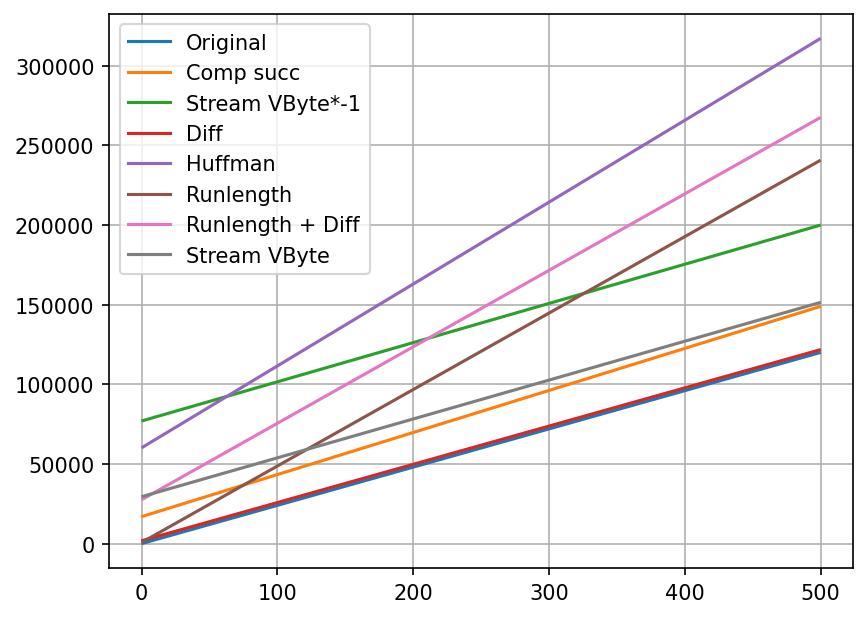 Original
Comp succ
Stream VByte*-1
Diff
Huffman
Runlength
Runlength + Diff
Stream VByte
300000
250000
200000
150000
100000
50000
0
0 100 200 300 400 500